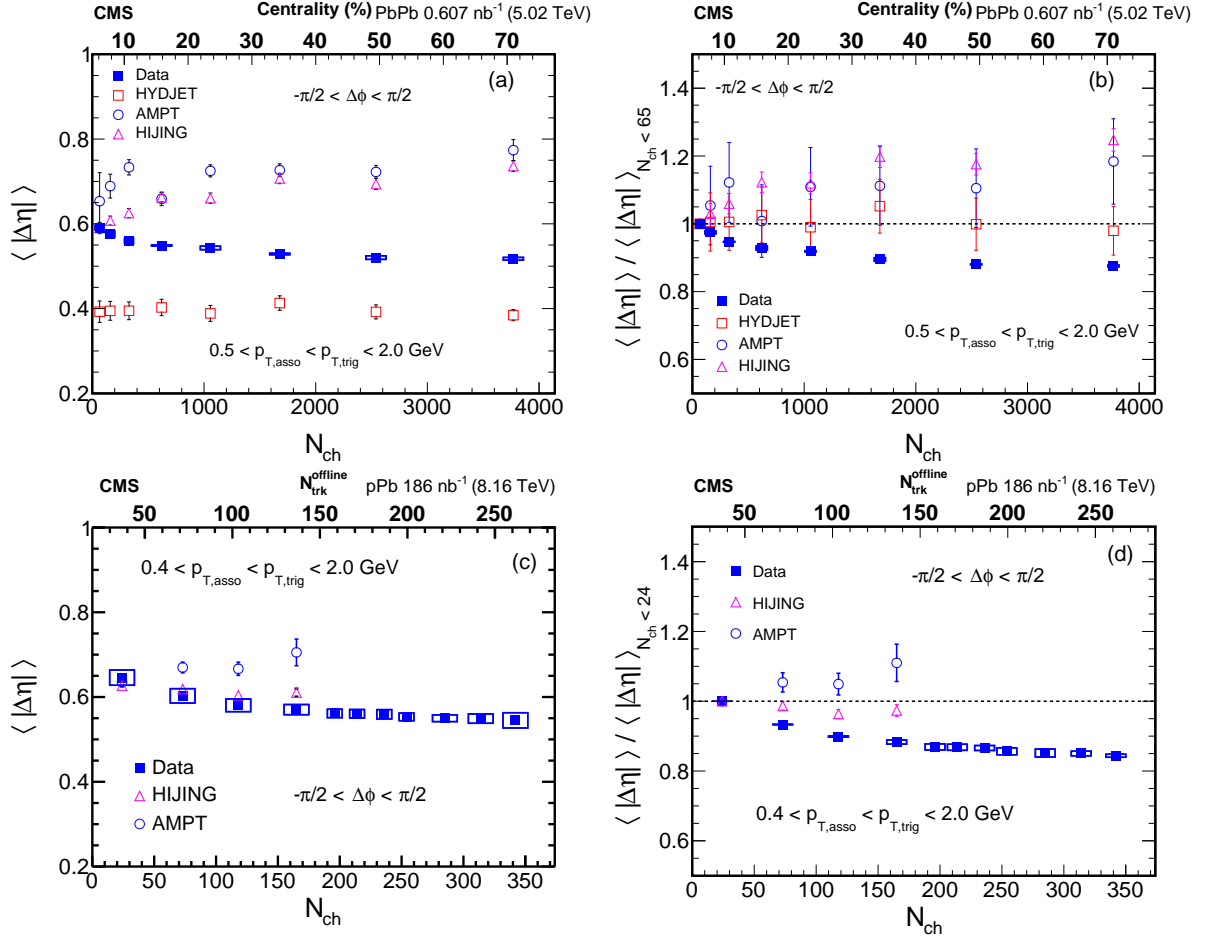 CMS Centrality (%) PbPb 0.607 nb⁻¹ (5.02 TeV)
10 20 30 40 50 60 70
1
0.8
0.6
0.4
0.2
⟨ |Δη| ⟩
(a)
Data
HYDJET
AMPT
HIJING
-π/2 < Δϕ < π/2
0.5 < p_T,asso < p_T,trig < 2.0 GeV
0 1000 2000 3000 4000
N_ch
CMS Centrality (%) PbPb 0.607 nb⁻¹ (5.02 TeV)
10 20 30 40 50 60 70
1.4
1.2
1
0.8
0.6
⟨ |Δη| ⟩ / ⟨ |Δη| ⟩_N_ch < 65
(b)
-π/2 < Δϕ < π/2
Data
HYDJET
AMPT
HIJING
0.5 < p_T,asso < p_T,trig < 2.0 GeV
0 1000 2000 3000 4000
N_ch
CMS N_trk^offline pPb 186 nb⁻¹ (8.16 TeV)
50 100 150 200 250
1
0.8
0.6
0.4
0.2
⟨ |Δη| ⟩
(c)
0.4 < p_T,asso < p_T,trig < 2.0 GeV
Data
HIJING
AMPT
-π/2 < Δϕ < π/2
0 50 100 150 200 250 300 350
N_ch
CMS N_trk^offline pPb 186 nb⁻¹ (8.16 TeV)
50 100 150 200 250
1.4
1.2
1
0.8
0.6
⟨ |Δη| ⟩ / ⟨ |Δη| ⟩_N_ch < 24
(d)
Data
HIJING
AMPT
-π/2 < Δϕ < π/2
0.4 < p_T,asso < p_T,trig < 2.0 GeV
0 50 100 150 200 250 300 350
N_ch